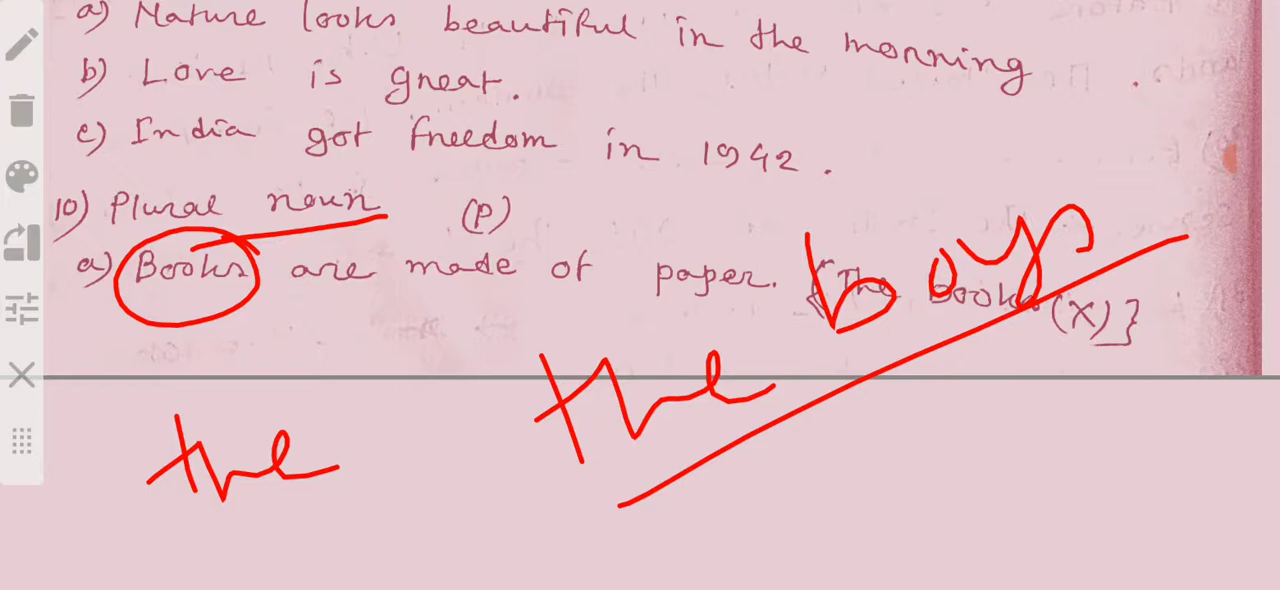 a) Nature looks beautiful in the morning .
b) Love is great.
c) India got freedom in 1942 .
10) Plural noun (P)
a) Books are made of paper. {The Books (X)}
boys
the
the